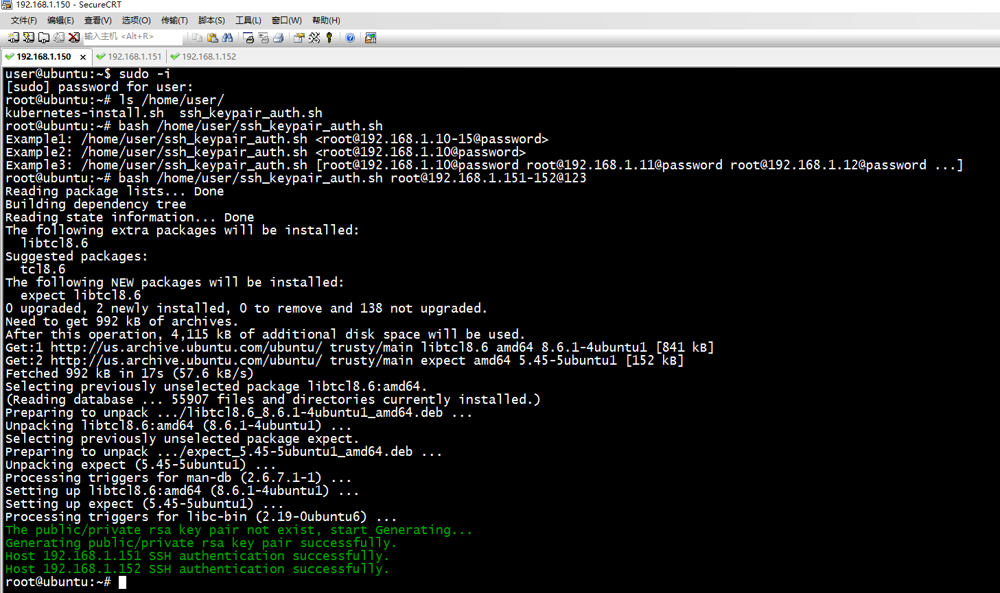 192.168.1.150 - SecureCRT
文件(F) 编辑(E) 查看(V) 选项(O) 传输(T) 脚本(S) 工具(L) 窗口(W) 帮助(H)
输入主机 <Alt+R>
192.168.1.150 × 192.168.1.151 192.168.1.152
user@ubuntu:~$ sudo -i
[sudo] password for user:
root@ubuntu:~# ls /home/user/
kubernetes-install.sh  ssh_keypair_auth.sh
root@ubuntu:~# bash /home/user/ssh_keypair_auth.sh
Example1: /home/user/ssh_keypair_auth.sh <root@192.168.1.10-15@password>
Example2: /home/user/ssh_keypair_auth.sh <root@192.168.1.10@password>
Example3: /home/user/ssh_keypair_auth.sh [root@192.168.1.10@password root@192.168.1.11@password root@192.168.1.12@password ...]
root@ubuntu:~# bash /home/user/ssh_keypair_auth.sh root@192.168.1.151-152@123
Reading package lists... Done
Building dependency tree
Reading state information... Done
The following extra packages will be installed:
  libtcl8.6
Suggested packages:
  tcl8.6
The following NEW packages will be installed:
  expect libtcl8.6
0 upgraded, 2 newly installed, 0 to remove and 138 not upgraded.
Need to get 992 kB of archives.
After this operation, 4,115 kB of additional disk space will be used.
Get:1 http://us.archive.ubuntu.com/ubuntu/ trusty/main libtcl8.6 amd64 8.6.1-4ubuntu1 [841 kB]
Get:2 http://us.archive.ubuntu.com/ubuntu/ trusty/main expect amd64 5.45-5ubuntu1 [152 kB]
Fetched 992 kB in 17s (57.6 kB/s)
Selecting previously unselected package libtcl8.6:amd64.
(Reading database ... 55907 files and directories currently installed.)
Preparing to unpack .../libtcl8.6_8.6.1-4ubuntu1_amd64.deb ...
Unpacking libtcl8.6:amd64 (8.6.1-4ubuntu1) ...
Selecting previously unselected package expect.
Preparing to unpack .../expect_5.45-5ubuntu1_amd64.deb ...
Unpacking expect (5.45-5ubuntu1) ...
Processing triggers for man-db (2.6.7.1-1) ...
Setting up libtcl8.6:amd64 (8.6.1-4ubuntu1) ...
Setting up expect (5.45-5ubuntu1) ...
Processing triggers for libc-bin (2.19-0ubuntu6) ...
The public/private rsa key pair not exist, start Generating...
Generating public/private rsa key pair successfully.
Host 192.168.1.151 SSH authentication successfully.
Host 192.168.1.152 SSH authentication successfully.
root@ubuntu:~#